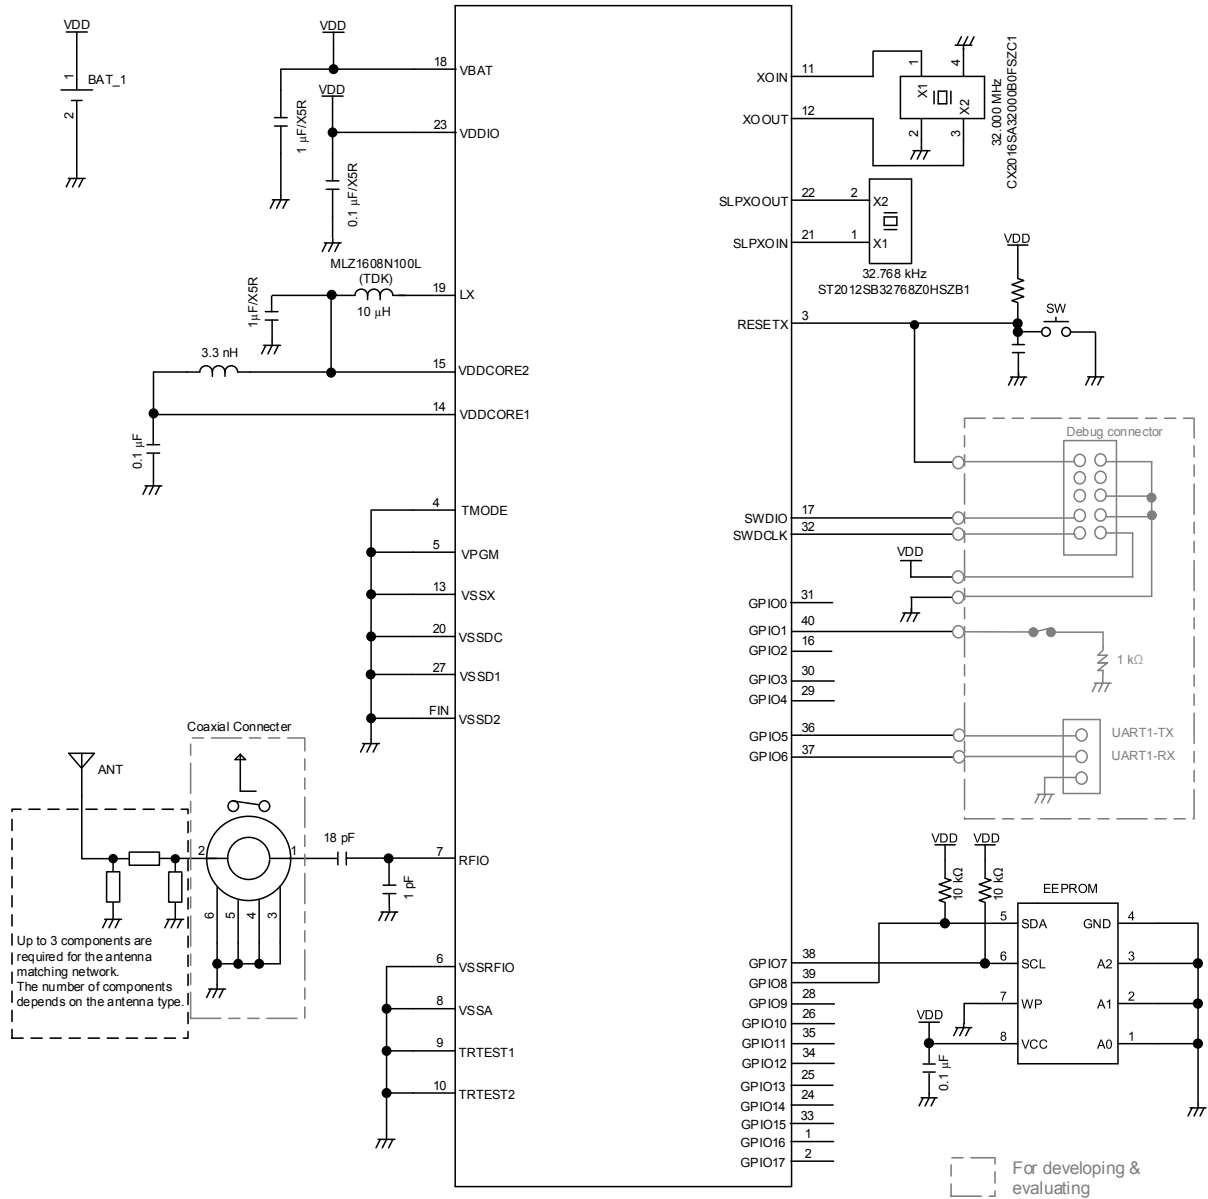 VDD
1
BAT_1
2
VDD
18
VBAT
1 μF/X5R
VDD
23
VDDIO
0.1 μF/X5R
MLZ1608N100L
(TDK)
10 μH
19
LX
1μF/X5R
3.3 nH
15
VDDCORE2
14
VDDCORE1
0.1 μF
4
TMODE
5
VPGM
13
VSSX
20
VSSDC
27
VSSD1
FIN
VSSD2
Coaxial Connecter
ANT
2
1
6
5
4
3
18 pF
1 pF
7
RFIO
Up to 3 components are
required for the antenna
matching network.
The number of components
depends on the antenna type.
6
VSSRFIO
8
VSSA
9
TRTEST1
10
TRTEST2
XOIN
11
XOOUT
12
1
4
X1
X2
2
3
32.000 MHz
CX2016SA32000B0FSZC1
SLPXOOUT
22
2
X2
SLPXOIN
21
1
X1
32.768 kHz
ST2012SB32768Z0HSZB1
VDD
SW
RESETX
3
Debug connector
SWDIO
17
SWDCLK
32
VDD
GPIO0
31
GPIO1
40
GPIO2
16
GPIO3
30
GPIO4
29
1 kΩ
GPIO5
36
GPIO6
37
UART1-TX
UART1-RX
VDD
VDD
10 kΩ
10 kΩ
EEPROM
5
SDA
GND
4
6
SCL
A2
3
7
WP
A1
2
8
VCC
A0
1
VDD
0.1 μF
GPIO7
38
GPIO8
39
GPIO9
28
GPIO10
26
GPIO11
35
GPIO12
34
GPIO13
25
GPIO14
24
GPIO15
33
GPIO16
1
GPIO17
2
For developing &
evaluating